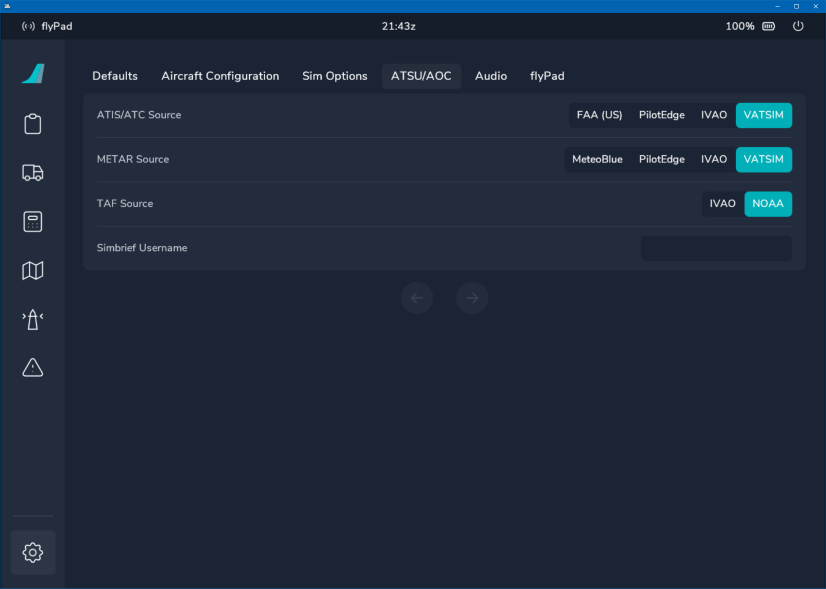 flyPad 21:43z 100%
Defaults Aircraft Configuration Sim Options ATSU/AOC Audio flyPad
ATIS/ATC Source FAA (US) PilotEdge IVAO VATSIM
METAR Source MeteoBlue PilotEdge IVAO VATSIM
TAF Source IVAO NOAA
Simbrief Username